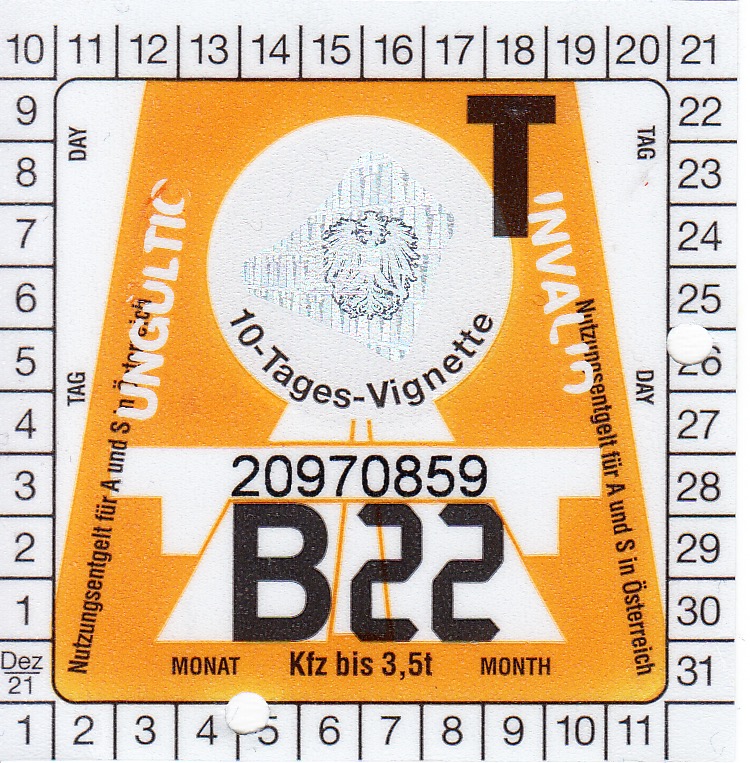 10 11 12 13 14 15 16 17 18 19 20 21
9
8
7
6
5
4
3
2
1
Dez
21
22
23
24
25
26
27
28
29
30
31
DAY
TAG
T
UNGÜLTIG
INVALID
10-Tages-Vignette
TAG
DAY
Nutzungsentgelt für A und S in Österreich
Nutzungsentgelt für A und S in Österreich
20970859
B22
MONAT Kfz bis 3,5t MONTH
1 2 3 4 5 6 7 8 9 10 11